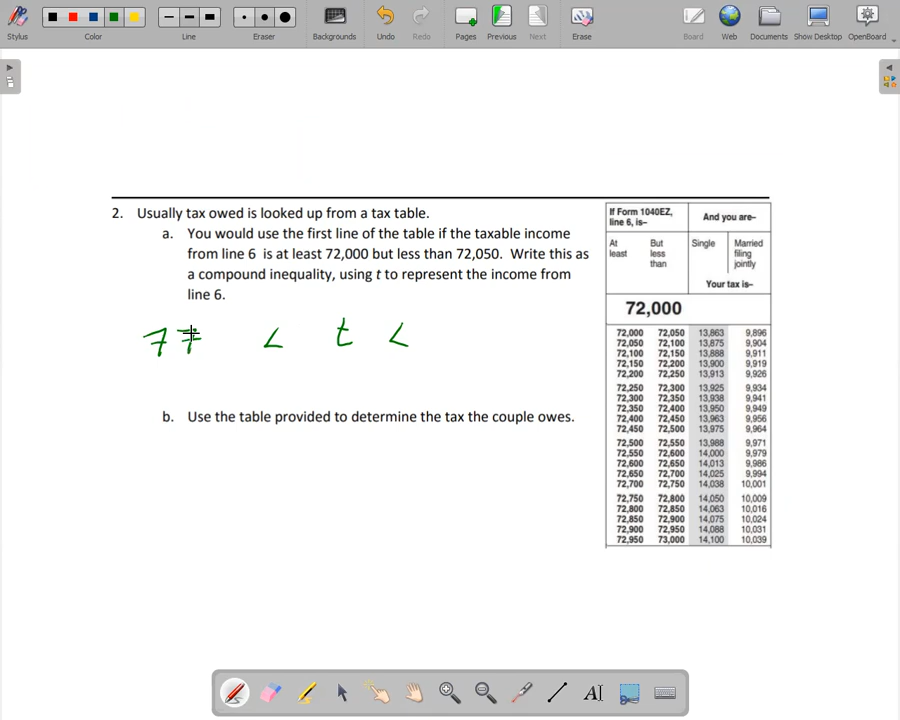 Stylus Color Line Eraser Backgrounds Undo Redo Pages Previous Next Erase Board Web Documents Show Desktop OpenBoard
2. Usually tax owed is looked up from a tax table.
a. You would use the first line of the table if the taxable income
from line 6 is at least 72,000 but less than 72,050. Write this as
a compound inequality, using t to represent the income from
line 6.
77 < t <
b. Use the table provided to determine the tax the couple owes.
If Form 1040EZ,
line 6, is–
And you are–
At
least
But
less
than
Single
Married
filing
jointly
Your tax is–
72,000
72,000 72,050 13,863 9,896
72,050 72,100 13,875 9,904
72,100 72,150 13,888 9,911
72,150 72,200 13,900 9,919
72,200 72,250 13,913 9,926
72,250 72,300 13,925 9,934
72,300 72,350 13,938 9,941
72,350 72,400 13,950 9,949
72,400 72,450 13,963 9,956
72,450 72,500 13,975 9,964
72,500 72,550 13,988 9,971
72,550 72,600 14,000 9,979
72,600 72,650 14,013 9,986
72,650 72,700 14,025 9,994
72,700 72,750 14,038 10,001
72,750 72,800 14,050 10,009
72,800 72,850 14,063 10,016
72,850 72,900 14,075 10,024
72,900 72,950 14,088 10,031
72,950 73,000 14,100 10,039